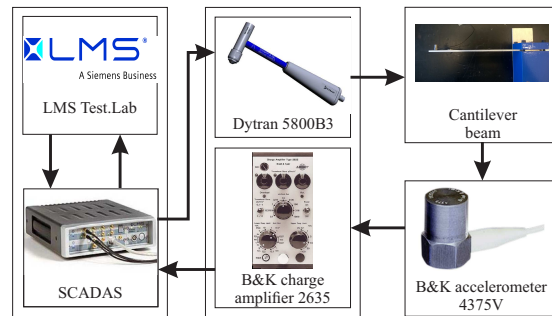 LMS®
A Siemens Business
LMS Test.Lab
Dytran 5800B3
Cantilever
beam
SCADAS
B&K charge
amplifier 2635
B&K accelerometer
4375V